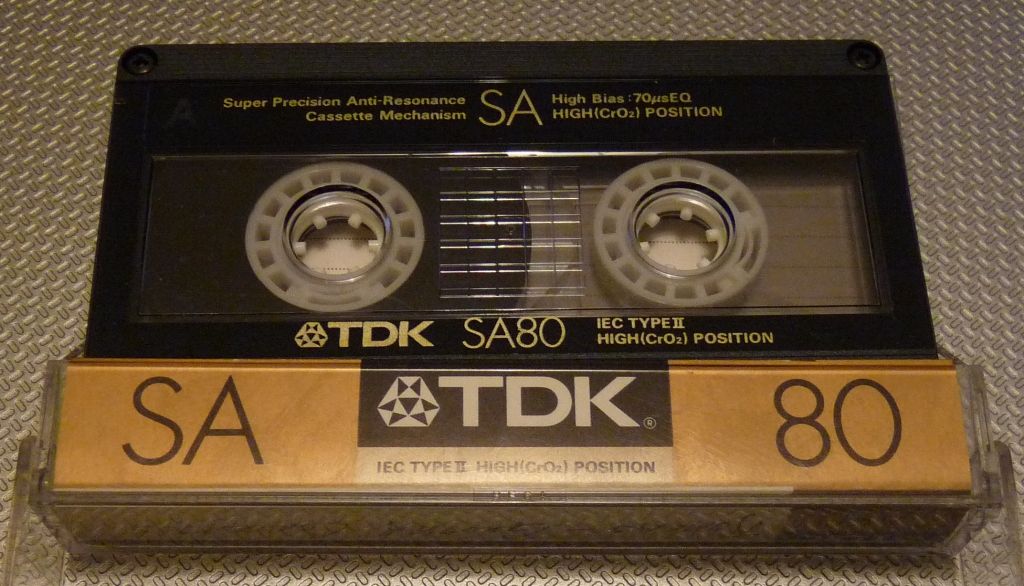 A
Super Precision Anti-Resonance
Cassette Mechanism
SA
High Bias:70μsEQ
HIGH(CrO₂) POSITION
TDK
SA80
IEC TYPE II
HIGH(CrO₂) POSITION
SA
TDK®
80
IEC TYPE II HIGH(CrO₂) POSITION